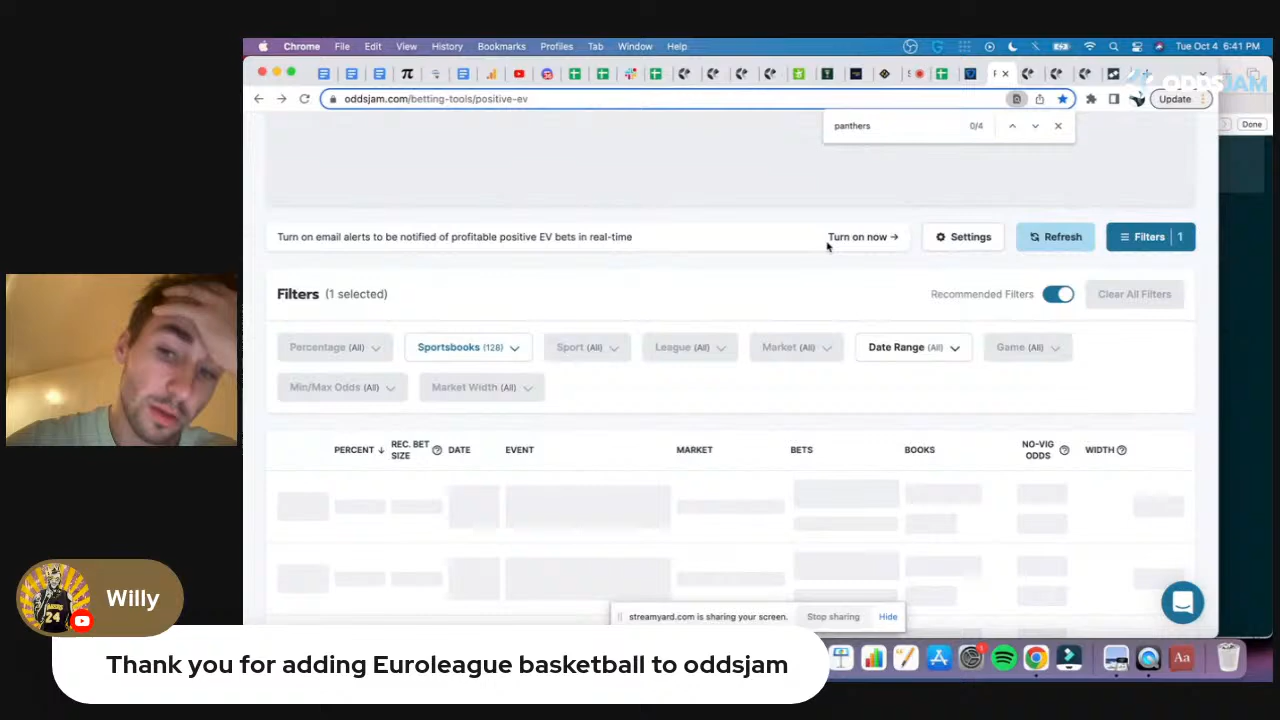 Chrome File Edit View History Bookmarks Profiles Tab Window Help Tue Oct 4 6:41 PM
ODDSJAM
oddsjam.com/betting-tools/positive-ev Update
panthers 0/4 Done
Turn on email alerts to be notified of profitable positive EV bets in real-time Turn on now → Settings Refresh Filters 1
Filters (1 selected) Recommended Filters Clear All Filters
Percentage (All) Sportsbooks (128) Sport (All) League (All) Market (All) Date Range (All) Game (All)
Min/Max Odds (All) Market Width (All)
PERCENT ↓ REC. BET SIZE DATE EVENT MARKET BETS BOOKS NO-VIG ODDS WIDTH
streamyard.com is sharing your screen. Stop sharing Hide
24
Willy
Thank you for adding Euroleague basketball to oddsjam
Aa